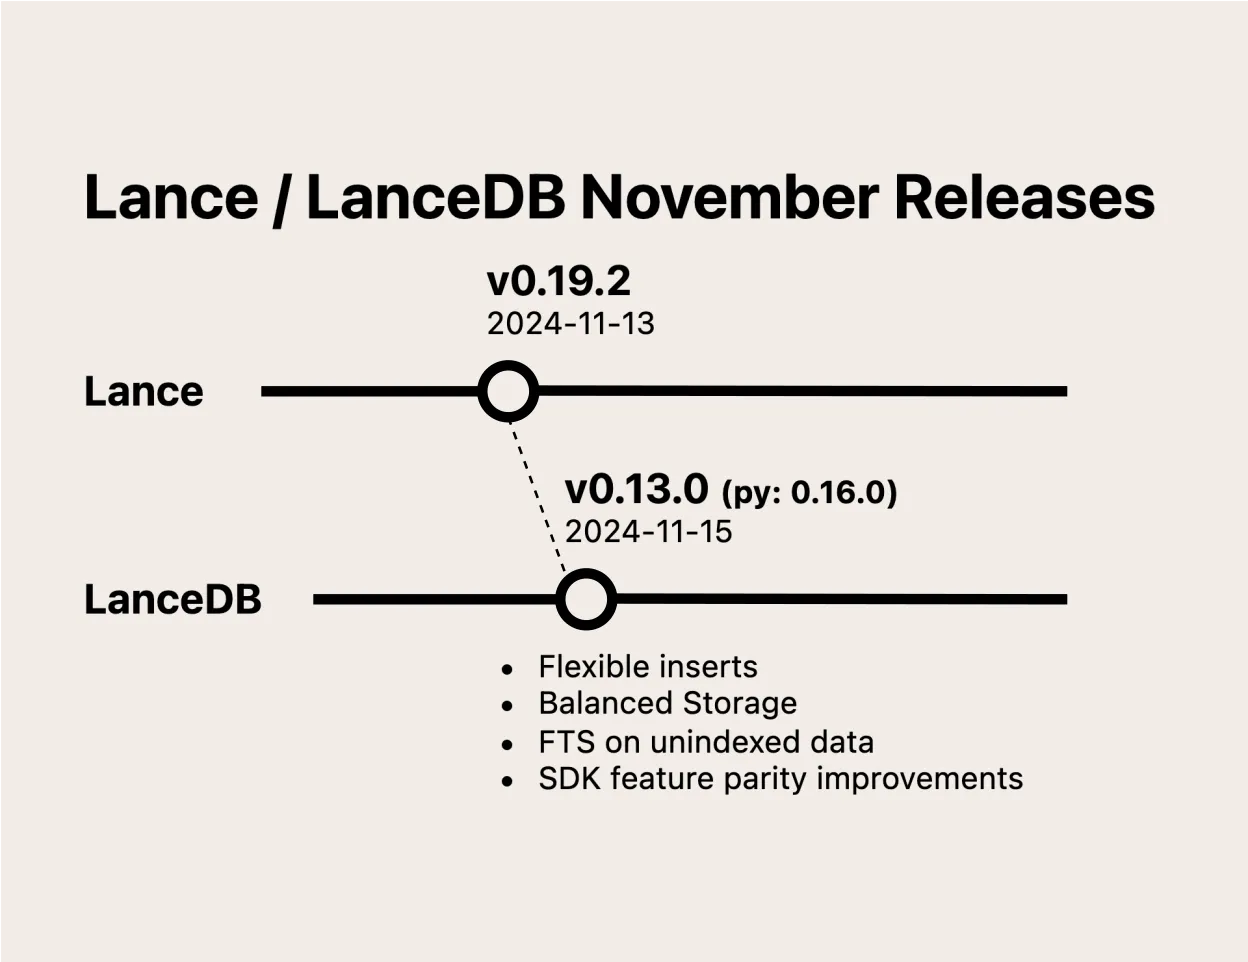 Lance / LanceDB November Releases
v0.19.2
2024-11-13
Lance
v0.13.0 (py: 0.16.0)
2024-11-15
LanceDB
• Flexible inserts
• Balanced Storage
• FTS on unindexed data
• SDK feature parity improvements